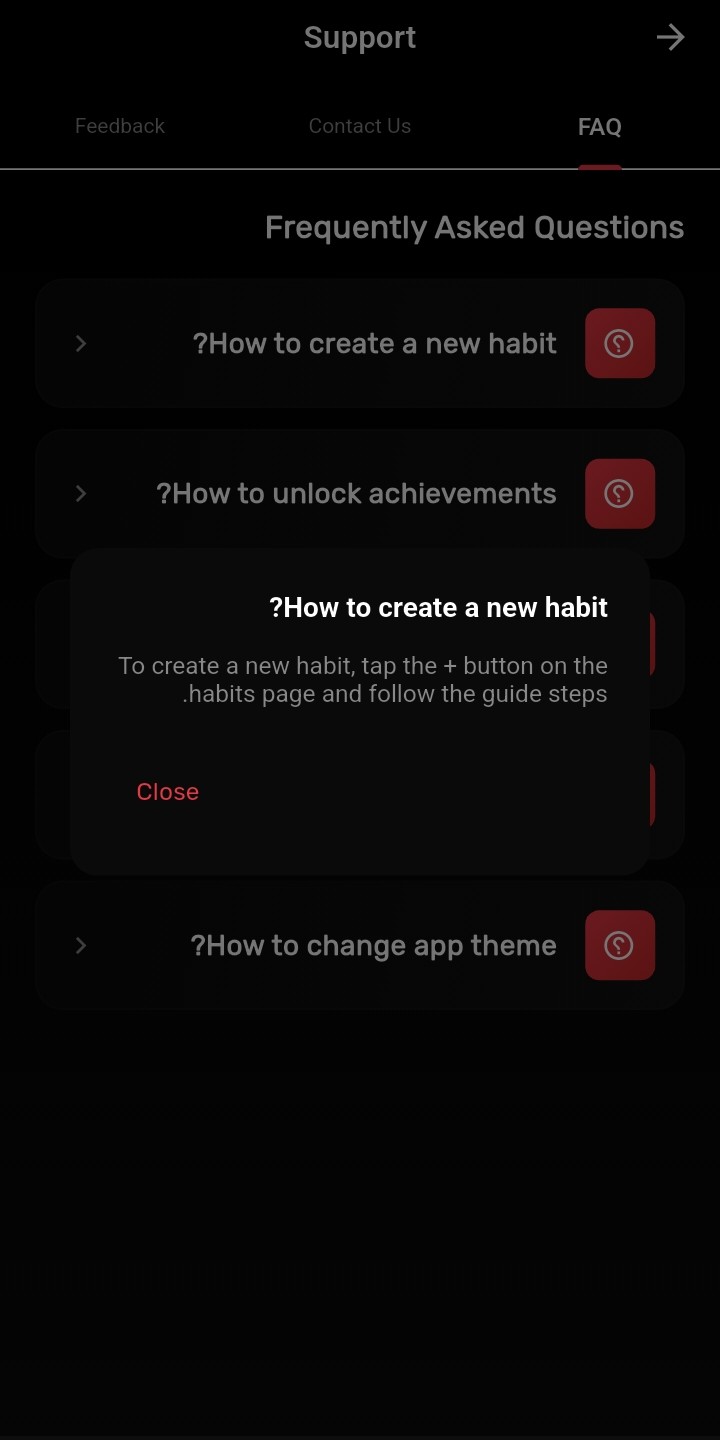 Support
Feedback
Contact Us
FAQ
Frequently Asked Questions
?How to create a new habit
?How to unlock achievements
?How to create a new habit
To create a new habit, tap the + button on the
.habits page and follow the guide steps
Close
?How to change app theme